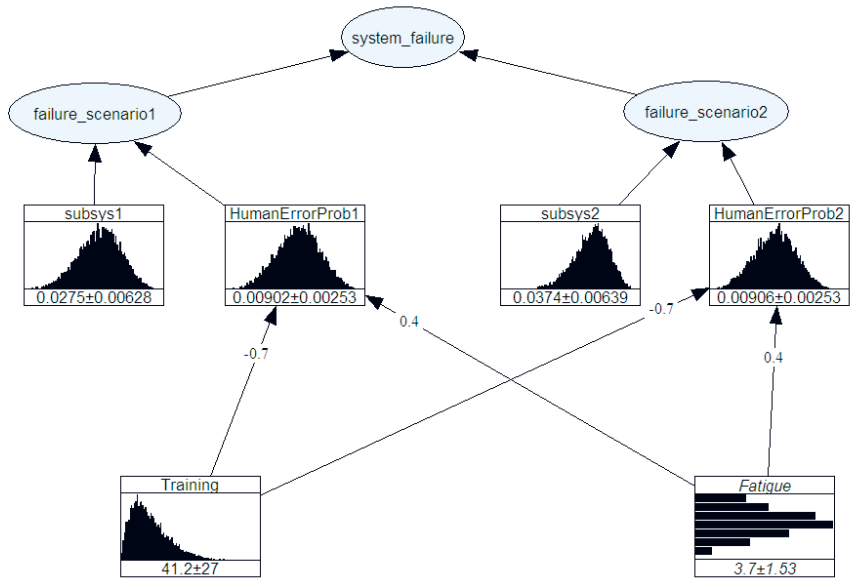 system_failure
failure_scenario1
failure_scenario2
subsys1
0.0275±0.00628
HumanErrorProb1
0.00902±0.00253
subsys2
0.0374±0.00639
HumanErrorProb2
0.00906±0.00253
-0.7
0.4
-0.7
0.4
Training
41.2±27
Fatigue
3.7±1.53